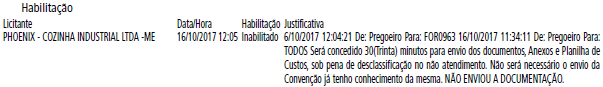 Habilitação
Licitante Data/Hora Habilitação Justificativa
PHOENIX - COZINHA INDUSTRIAL LTDA -ME 16/10/2017 12:05 Inabilitado 6/10/2017 12:04:21 De: Pregoeiro Para: FOR0963 16/10/2017 11:34:11 De: Pregoeiro Para:
TODOS Será concedido 30(Trinta) minutos para envio dos documentos, Anexos e Planilha de
Custos, sob pena de desclassificação no não atendimento. Não será necessário o envio da
Convenção já tenho conhecimento da mesma. NÃO ENVIOU A DOCUMENTAÇÃO.